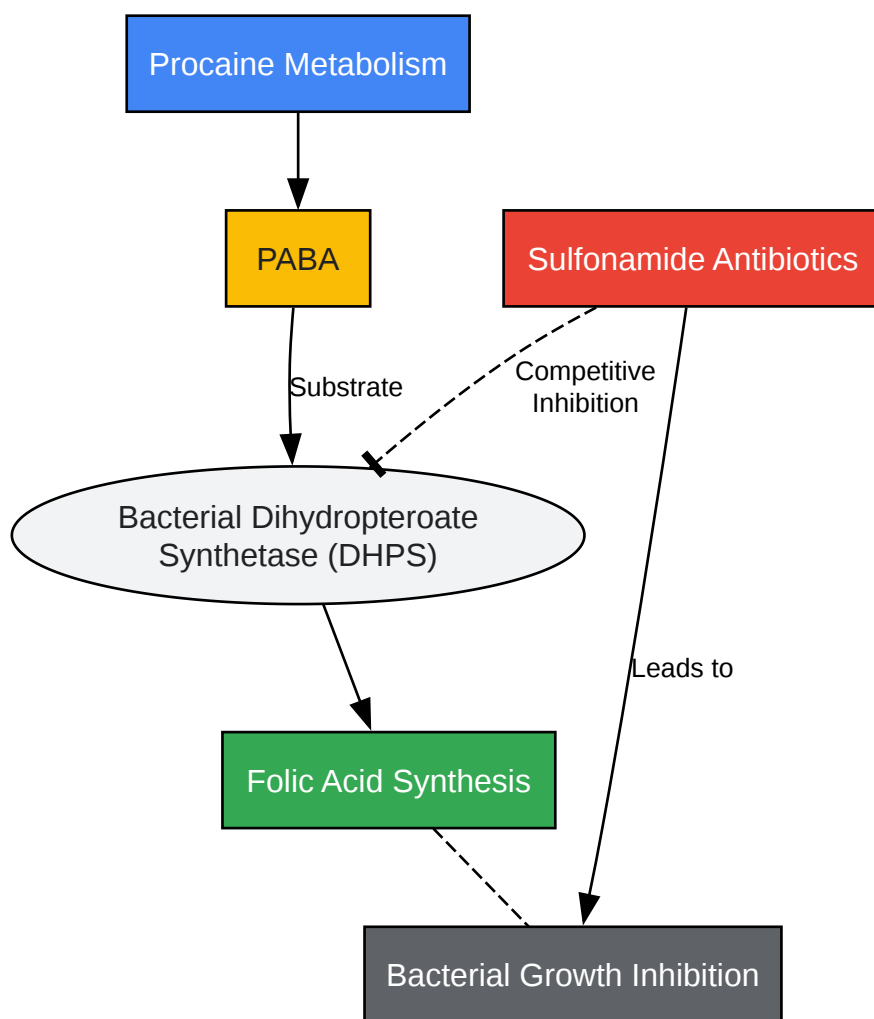 Procaine Metabolism
PABA
Sulfonamide Antibiotics
Substrate
Competitive
Inhibition
Bacterial Dihydropteroate
Synthetase (DHPS)
Leads to
Folic Acid Synthesis
Bacterial Growth Inhibition